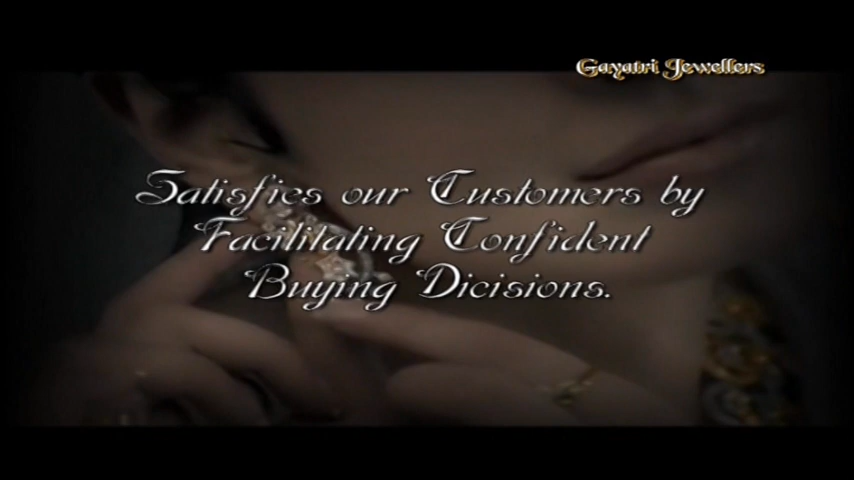 Gayatri Jewellers
Satisfies our Customers by
Facilitating Confident
Buying Dicisions.